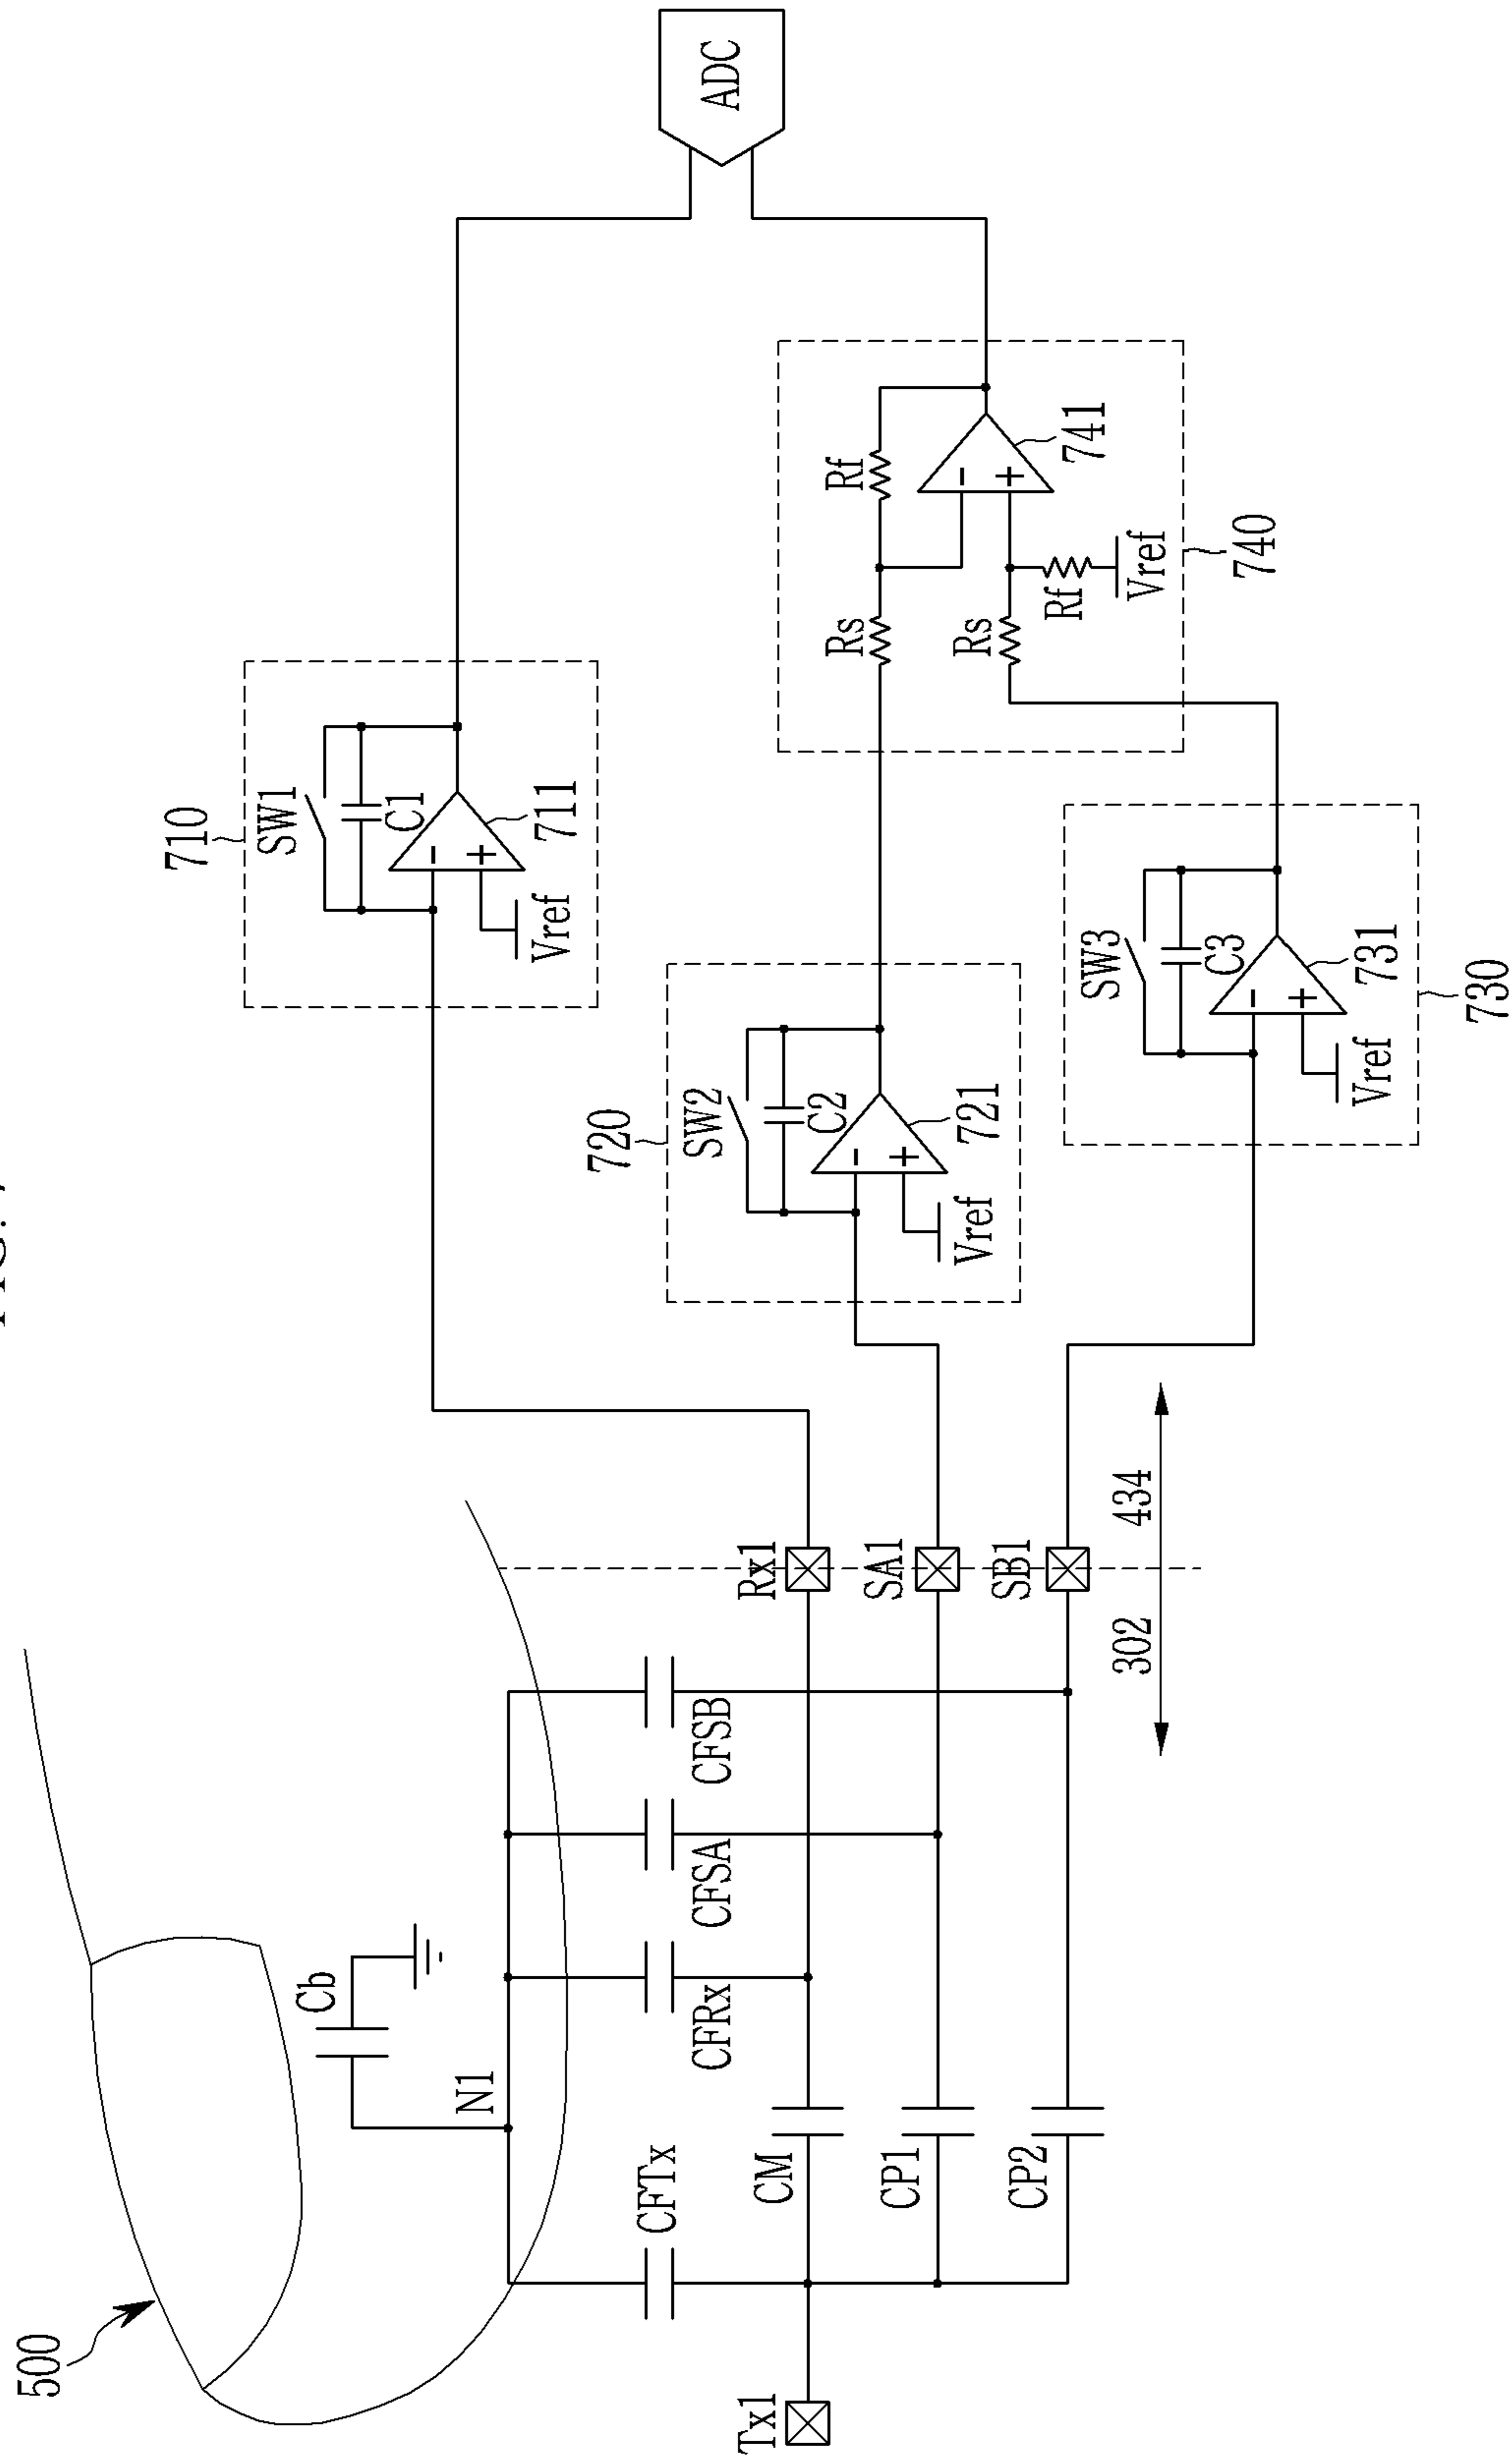 500
Cb
N1
CFTx
CFRx
CFSA
CFSB
Tx1
CM
CP1
CP2
Rx1
SA1
SB1
302
434
710
SW1
C1
-
+
Vref
711
720
SW2
C2
-
+
Vref
721
SW3
C3
-
+
Vref
731
730
Rs
Rf
-
+
Rs
Rf
Vref
741
740
ADC